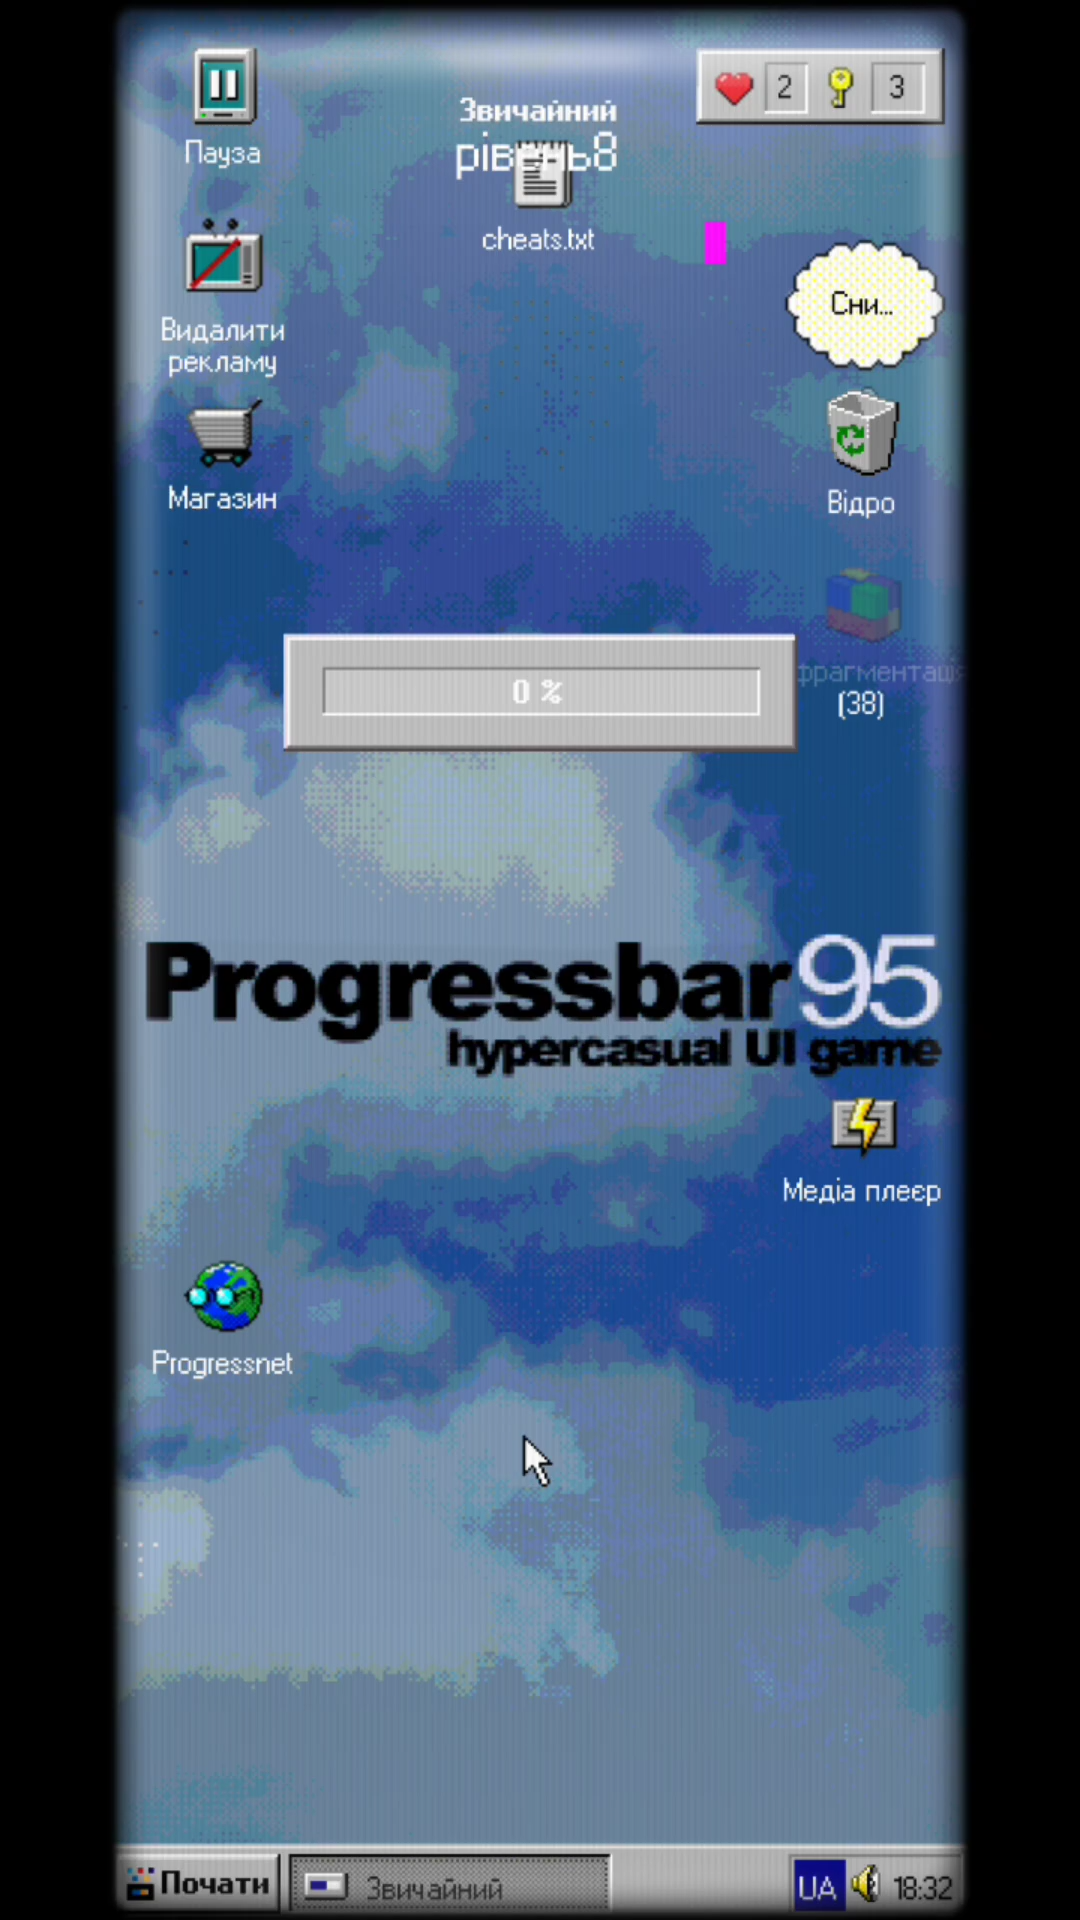 Пауза
Звичайний
рівень8
2
3
cheats.txt
Сни...
Видалити
рекламу
Магазин
Відро
фрагментація
(38)
0 %
Progressbar95
hypercasual UI game
Медіа плеєр
Progressnet
Почати
Звичайний
UA
18:32